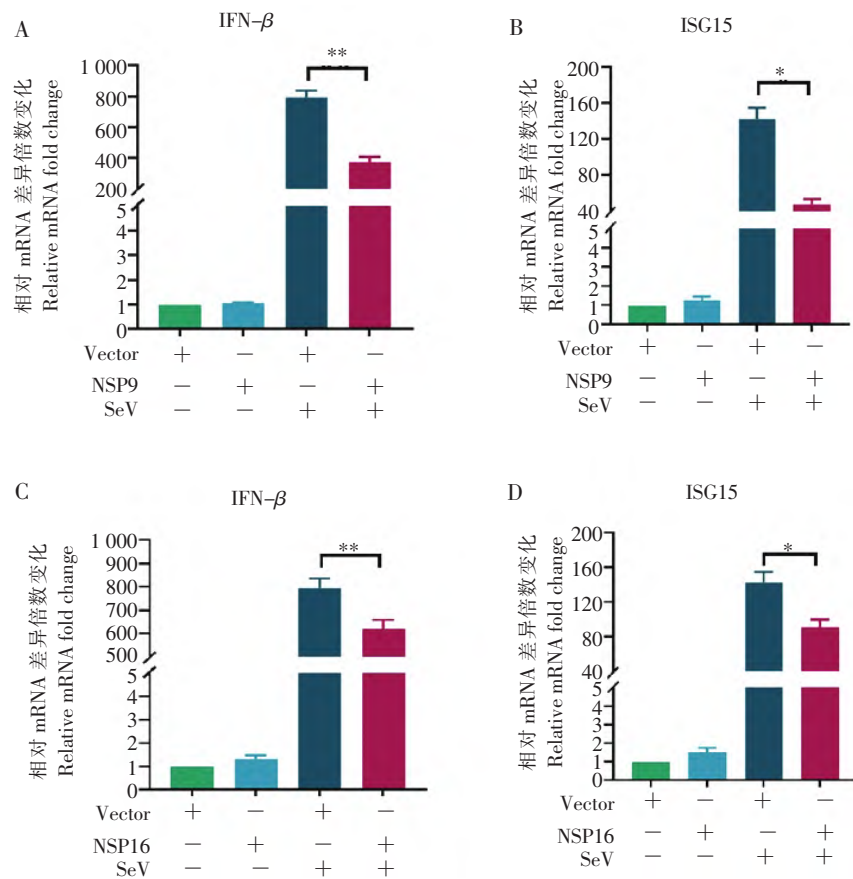 A
IFN-β
相对 mRNA 差异倍数变化
Relative mRNA fold change
1 000
800
600
400
200
5
4
3
2
1
0
**
Vector + − + −
NSP9 − + − +
SeV − − + +
B
ISG15
相对 mRNA 差异倍数变化
Relative mRNA fold change
200
160
120
80
40
5
4
3
2
1
0
*
Vector + − + −
NSP9 − + − +
SeV − − + +
C
IFN-β
相对 mRNA 差异倍数变化
Relative mRNA fold change
1 000
900
800
700
600
500
5
4
3
2
1
0
**
Vector + − + −
NSP16 − + − +
SeV − − + +
D
ISG15
相对 mRNA 差异倍数变化
Relative mRNA fold change
200
160
120
80
40
5
4
3
2
1
0
*
Vector + − + −
NSP16 − + − +
SeV − − + +